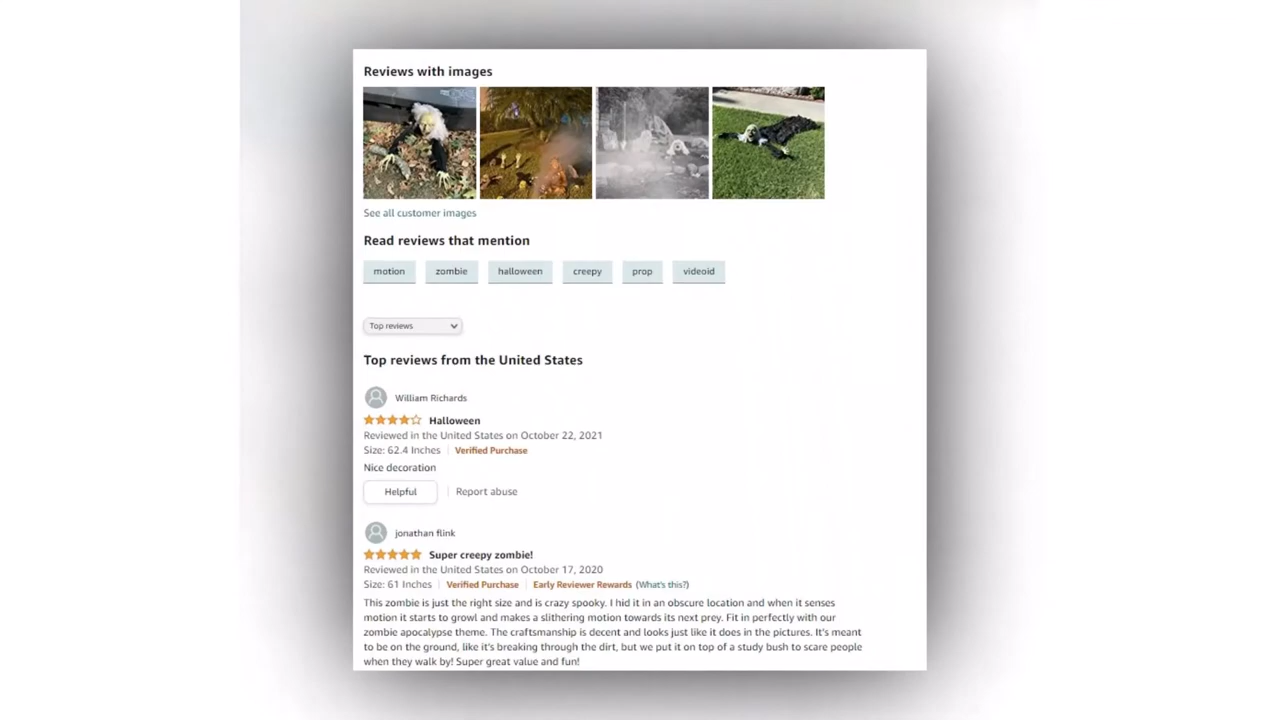 Reviews with images
See all customer images
Read reviews that mention
motion zombie halloween creepy prop videoid
Top reviews
Top reviews from the United States
William Richards
Halloween
Reviewed in the United States on October 22, 2021
Size: 62.4 Inches Verified Purchase
Nice decoration
Helpful Report abuse
jonathan flink
Super creepy zombie!
Reviewed in the United States on October 17, 2020
Size: 61 Inches Verified Purchase Early Reviewer Rewards (What's this?)
This zombie is just the right size and is crazy spooky. I hid it in an obscure location and when it senses
motion it starts to growl and makes a slithering motion towards its next prey. Fit in perfectly with our
zombie apocalypse theme. The craftsmanship is decent and looks just like it does in the pictures. It's meant
to be on the ground, like it's breaking through the dirt, but we put it on top of a study bush to scare people
when they walk by! Super great value and fun!